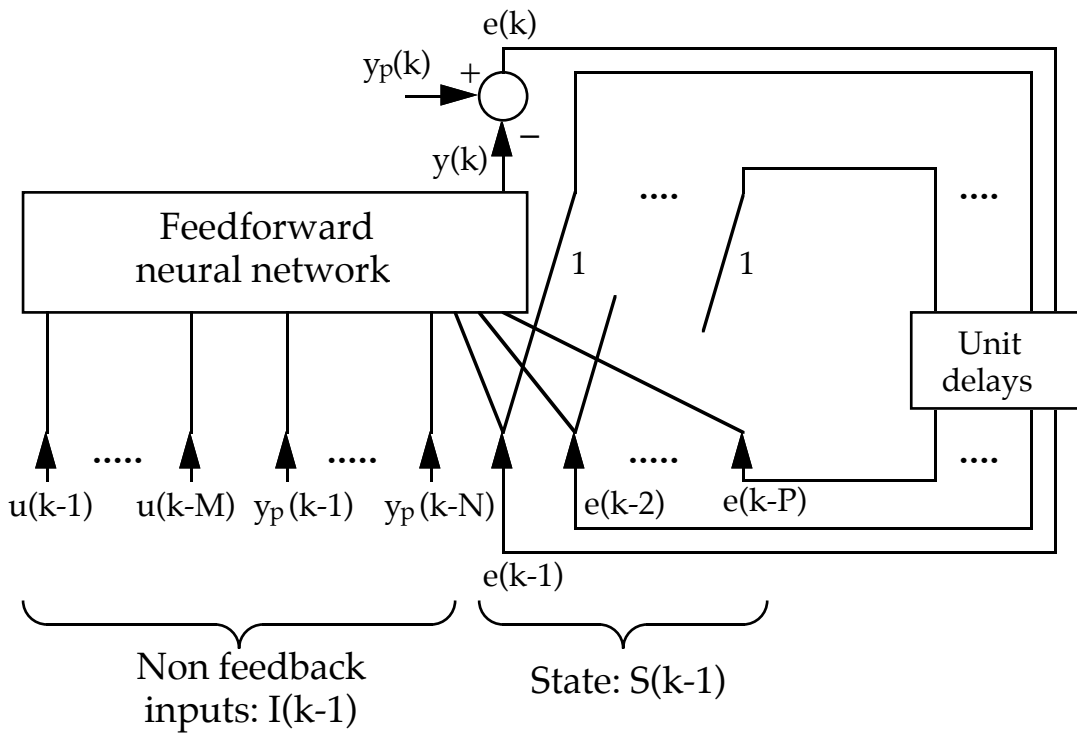 e(k)
yp(k)
+
−
y(k)
....
....
Feedforward
neural network
1
1
Unit
delays
.....
.....
.....
....
u(k-1)
u(k-M)
yp(k-1)
yp(k-N)
e(k-2)
e(k-P)
e(k-1)
Non feedback
inputs: I(k-1)
State: S(k-1)